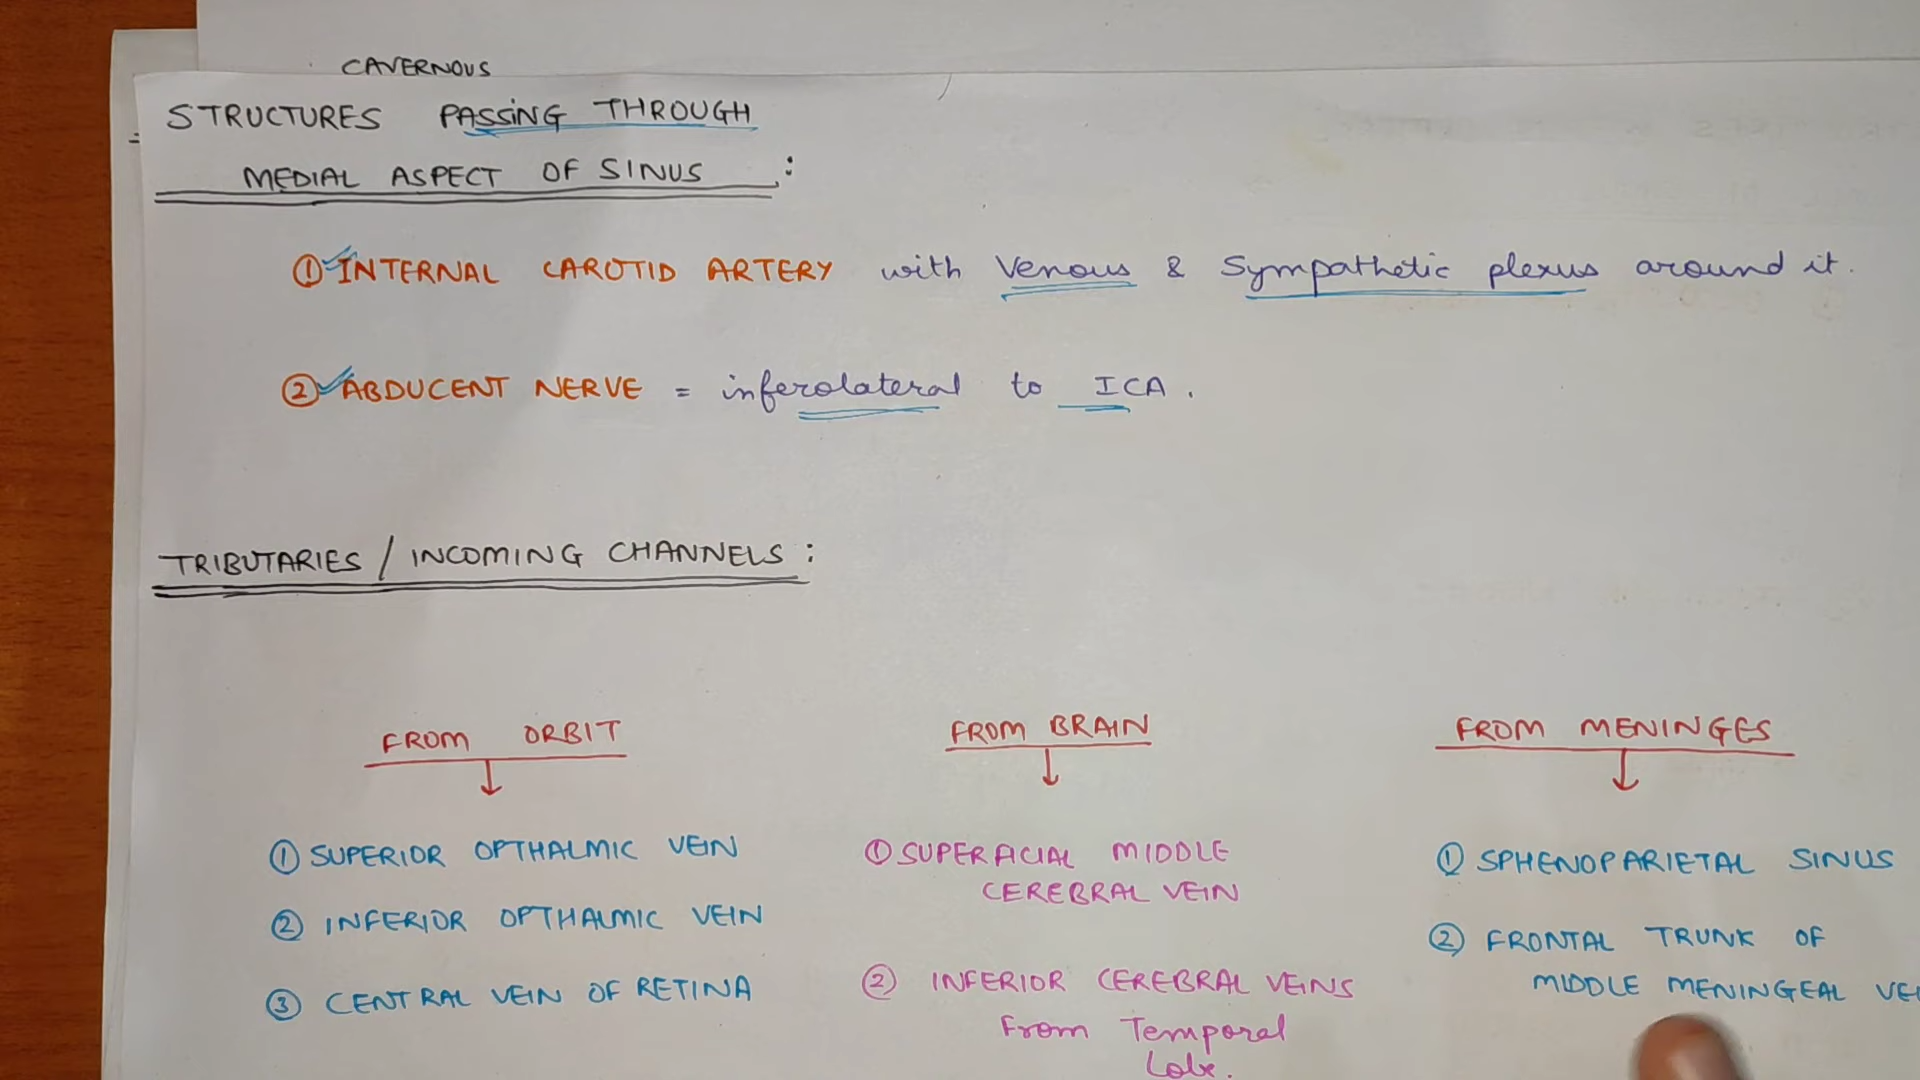 CAVERNOUS
STRUCTURES PASSING THROUGH
MEDIAL ASPECT OF SINUS :
① INTERNAL CAROTID ARTERY with Venous & Sympathetic plexus around it.
② ABDUCENT NERVE = inferolateral to ICA.
TRIBUTARIES / INCOMING CHANNELS :
FROM ORBIT
① SUPERIOR OPTHALMIC VEIN
② INFERIOR OPTHALMIC VEIN
③ CENTRAL VEIN OF RETINA
FROM BRAIN
① SUPERFICIAL MIDDLE
CEREBRAL VEIN
② INFERIOR CEREBRAL VEINS
From Temporal
Lobe.
FROM MENINGES
① SPHENOPARIETAL SINUS
② FRONTAL TRUNK OF
MIDDLE MENINGEAL VEI